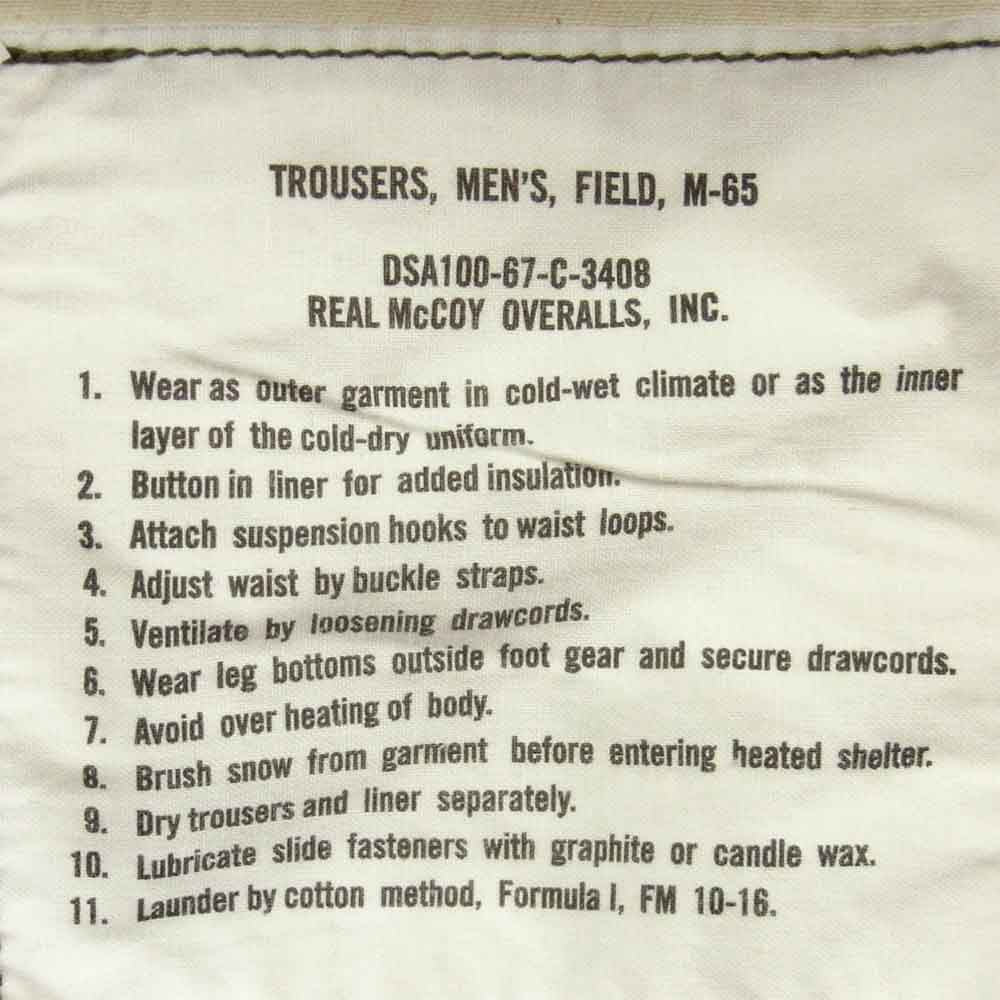 TROUSERS, MEN'S, FIELD, M-65
DSA100-67-C-3408
REAL McCOY OVERALLS, INC.
1. Wear as outer garment in cold-wet climate or as the inner
layer of the cold-dry uniform.
2. Button in liner for added insulation.
3. Attach suspension hooks to waist loops.
4. Adjust waist by buckle straps.
5. Ventilate by loosening drawcords.
6. Wear leg bottoms outside foot gear and secure drawcords.
7. Avoid over heating of body.
8. Brush snow from garment before entering heated shelter.
9. Dry trousers and liner separately.
10. Lubricate slide fasteners with graphite or candle wax.
11. Launder by cotton method, Formula I, FM 10-16.